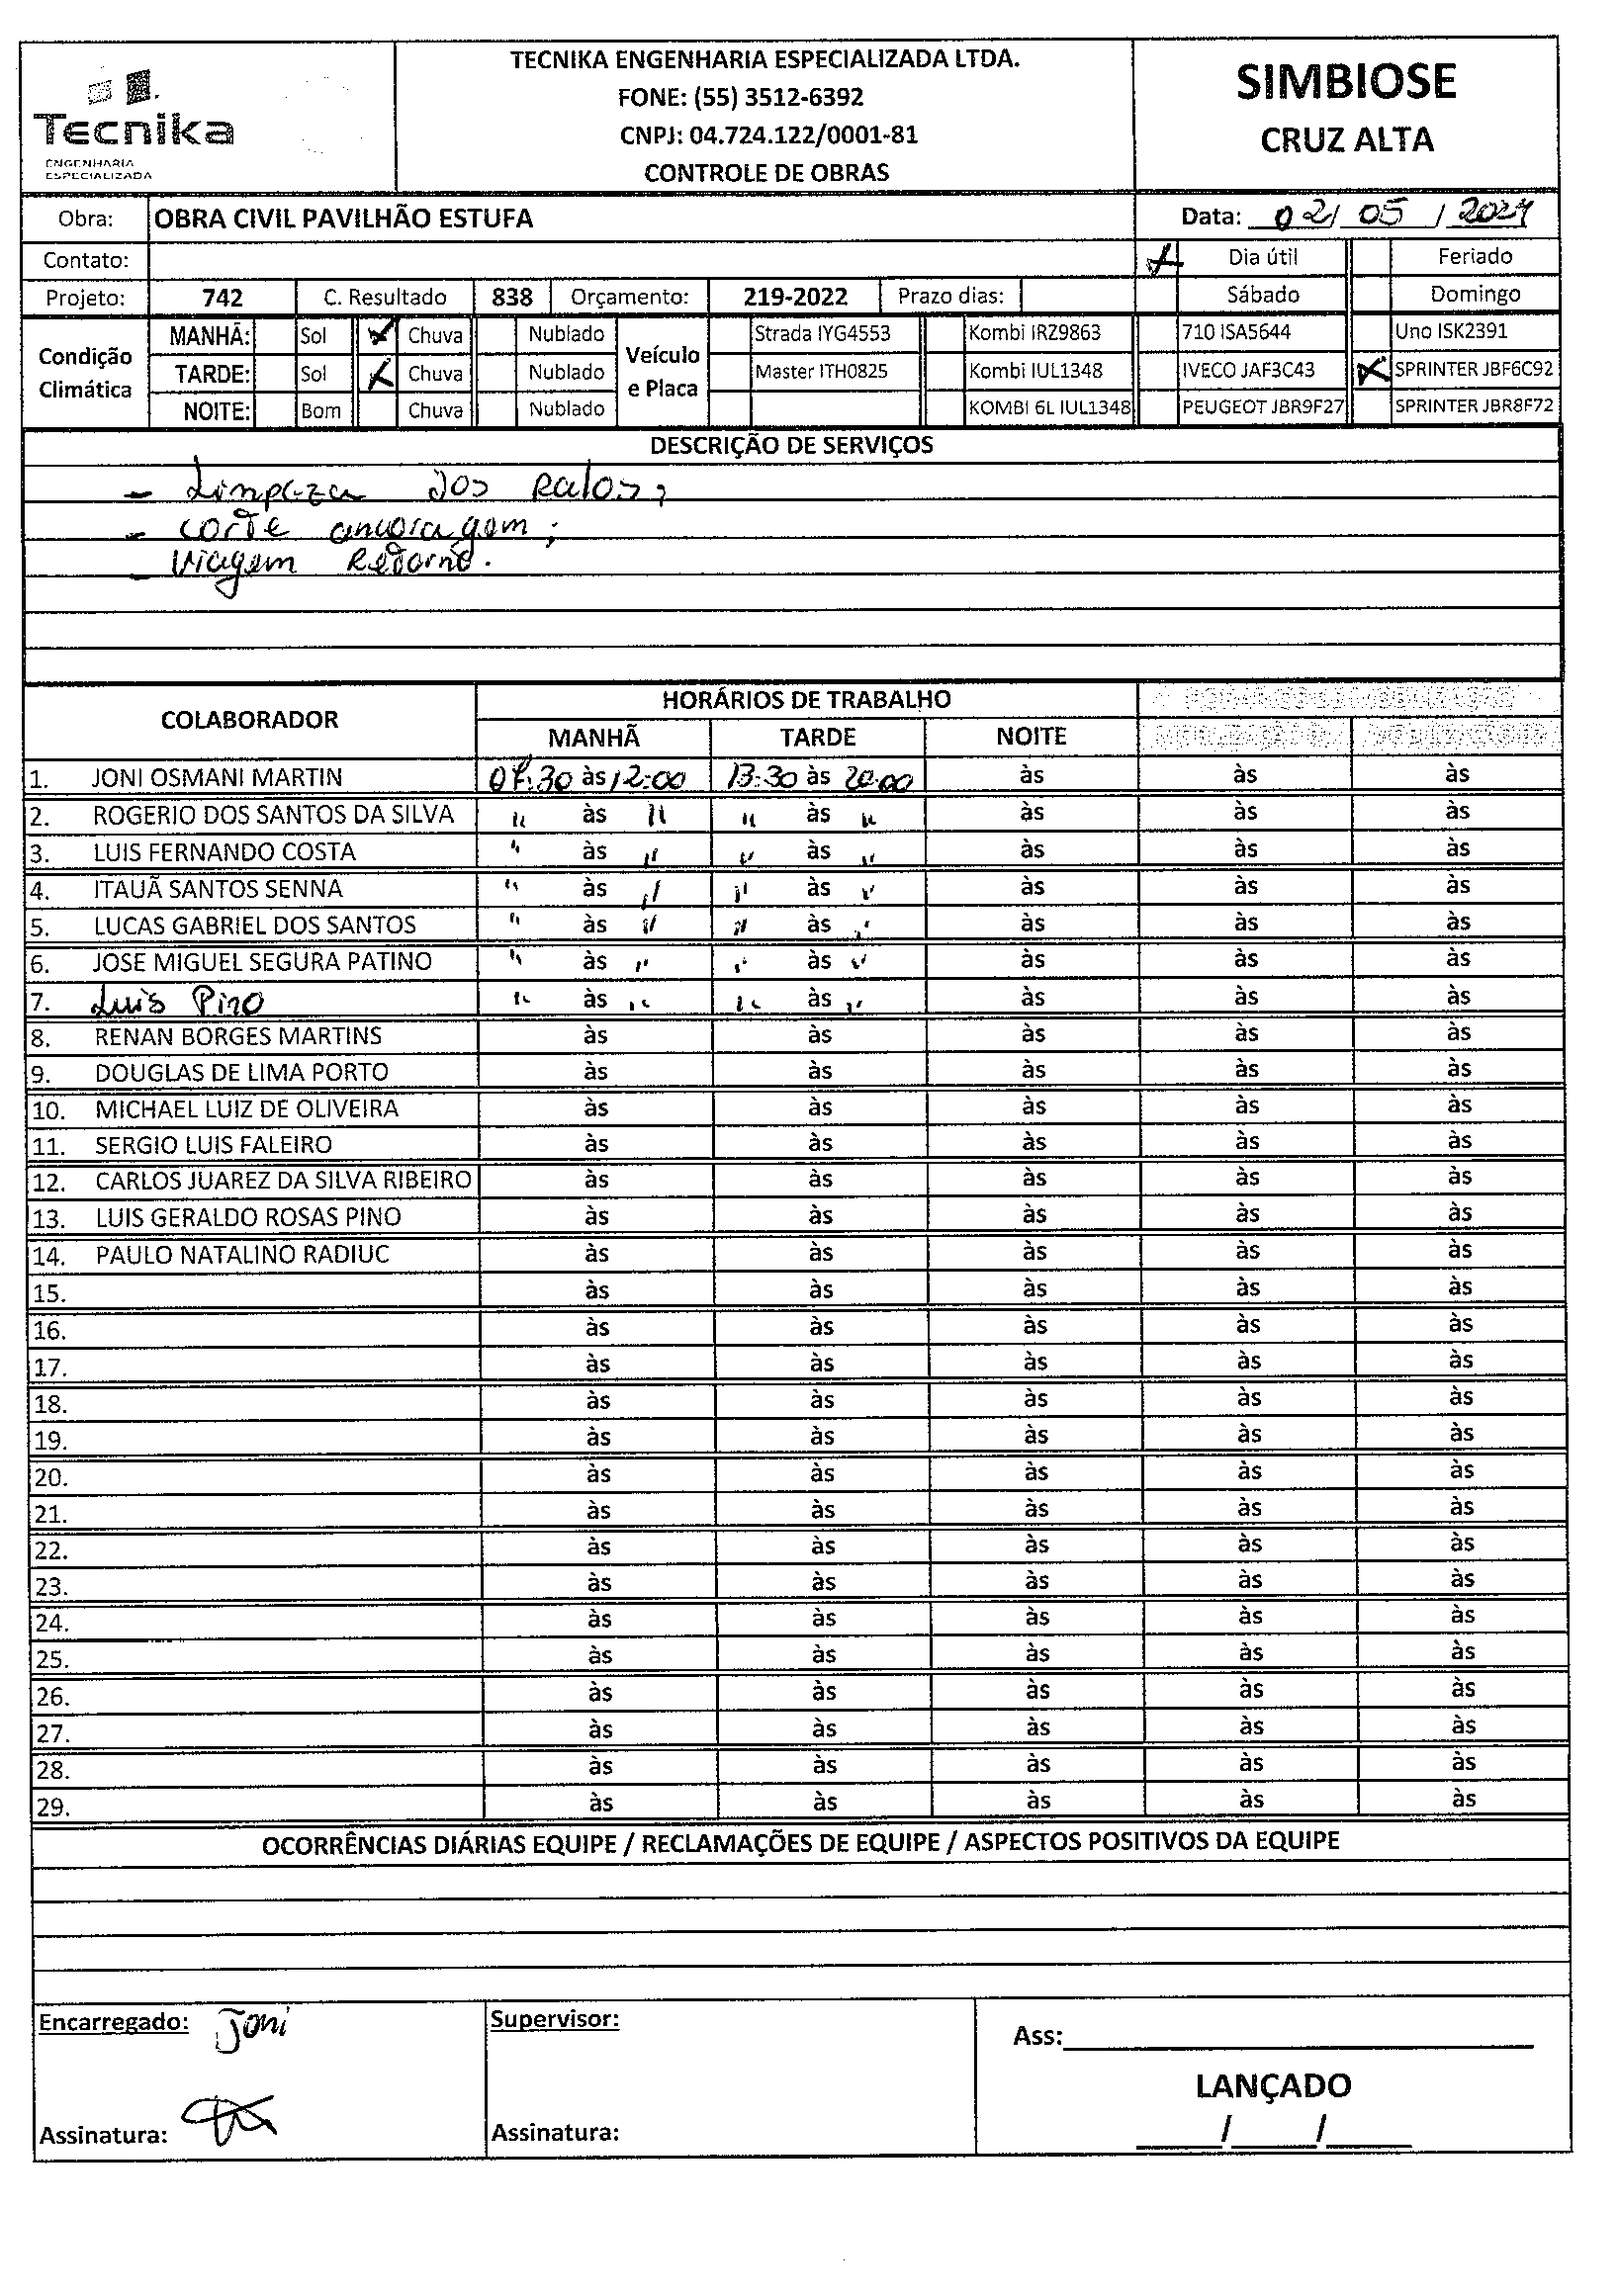 Tecnika
ENGENHARIA
ESPECIALIZADA
TECNIKA ENGENHARIA ESPECIALIZADA LTDA.
FONE: (55) 3512-6392
CNPJ: 04.724.122/0001-81
CONTROLE DE OBRAS
SIMBIOSE
CRUZ ALTA
Obra: OBRA CIVIL PAVILHÃO ESTUFA Data: 02/ 05 / 2024
Contato: Dia útil Feriado
Projeto: 742 C. Resultado 838 Orçamento: 219-2022 Prazo dias: Sábado Domingo
Condição Climática
MANHÃ: Sol Chuva Nublado
TARDE: Sol Chuva Nublado
NOITE: Bom Chuva Nublado
Veículo e Placa
Strada IYG4553 Kombi IRZ9863 710 ISA5644 Uno ISK2391
Master ITH0825 Kombi IUL1348 IVECO JAF3C43 SPRINTER JBF6C92
KOMBI 6L IUL1348 PEUGEOT JBR9F27 SPRINTER JBR8F72
DESCRIÇÃO DE SERVIÇOS
- Limpeza dos Ralos;
- corte ancoragem;
- Viagem Retorno.
COLABORADOR HORÁRIOS DE TRABALHO
MANHÃ TARDE NOITE
1. JONI OSMANI MARTIN 07:30 às 12:00 13:30 às 20:00 às às às
2. ROGERIO DOS SANTOS DA SILVA " às " " às " às às às
3. LUIS FERNANDO COSTA " às " " às " às às às
4. ITAUÃ SANTOS SENNA " às " " às " às às às
5. LUCAS GABRIEL DOS SANTOS " às " " às " às às às
6. JOSE MIGUEL SEGURA PATINO " às " " às " às às às
7. Luis Pino " às " " às " às às às
8. RENAN BORGES MARTINS às às às às às
9. DOUGLAS DE LIMA PORTO às às às às às
10. MICHAEL LUIZ DE OLIVEIRA às às às às às
11. SERGIO LUIS FALEIRO às às às às às
12. CARLOS JUAREZ DA SILVA RIBEIRO às às às às às
13. LUIS GERALDO ROSAS PINO às às às às às
14. PAULO NATALINO RADIUC às às às às às
15. às às às às às
16. às às às às às
17. às às às às às
18. às às às às às
19. às às às às às
20. às às às às às
21. às às às às às
22. às às às às às
23. às às às às às
24. às às às às às
25. às às às às às
26. às às às às às
27. às às às às às
28. às às às às às
29. às às às às às
OCORRÊNCIAS DIÁRIAS EQUIPE / RECLAMAÇÕES DE EQUIPE / ASPECTOS POSITIVOS DA EQUIPE
Encarregado: Joni
Assinatura:
Supervisor:
Assinatura:
Ass:
LANÇADO
/ /